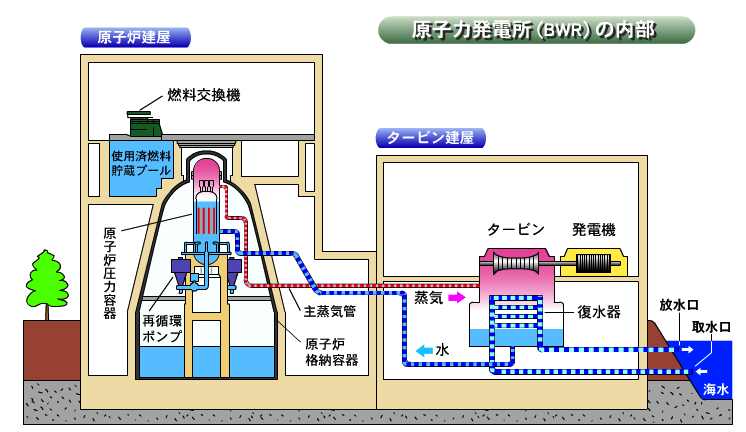 原子力発電所(BWR)の内部
原子炉建屋
燃料交換機
使用済燃料
貯蔵プール
タービン建屋
原子炉圧力容器
再循環
ポンプ
主蒸気管
原子炉
格納容器
タービン
発電機
蒸気
復水器
水
放水口
取水口
海水